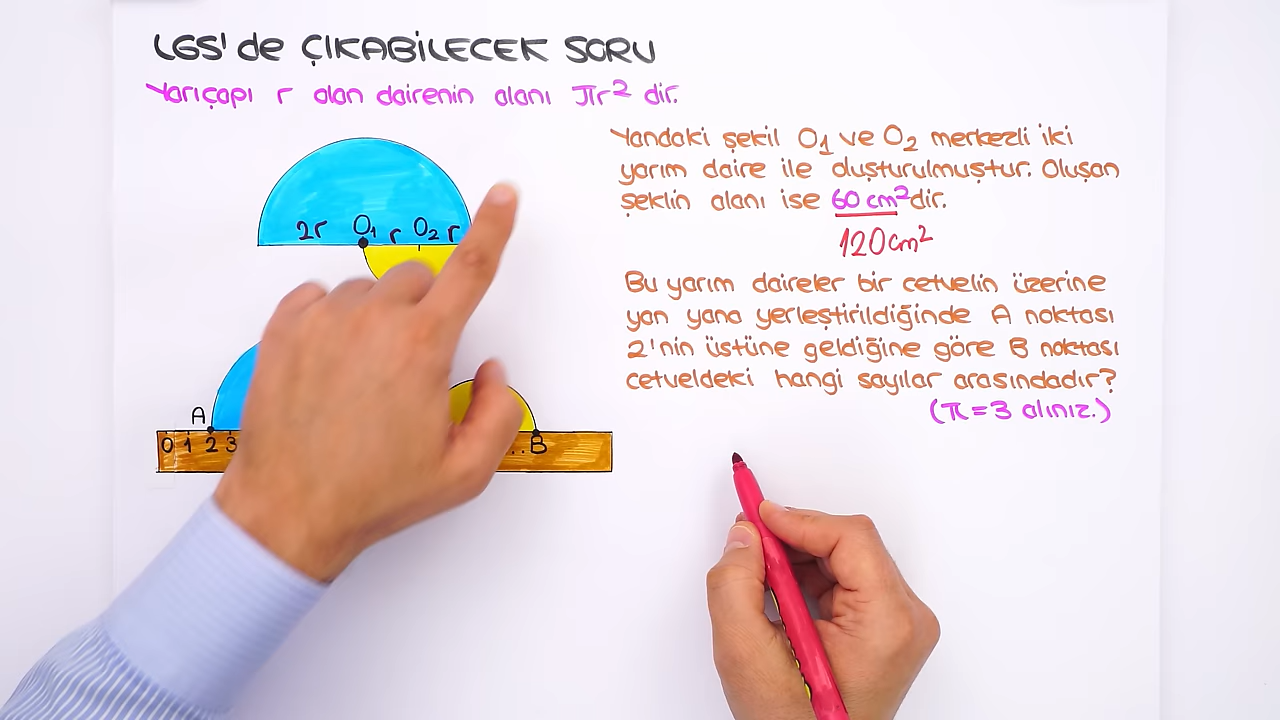 LGS'de ÇIKABİLECEK SORU
Yarıçapı r olan dairenin alanı πr² dir.
Yandaki şekil O₁ ve O₂ merkezli iki
yarım daire ile oluşturulmuştur. Oluşan
şeklin alanı ise 60 cm² dir.
120 cm²
2r O₁ r O₂ r
Bu yarım daireler bir cetvelin üzerine
yan yana yerleştirildiğinde A noktası
2'nin üstüne geldiğine göre B noktası
cetveldeki hangi sayılar arasındadır?
(π=3 alınız.)
A
0 1 2 3 ..B